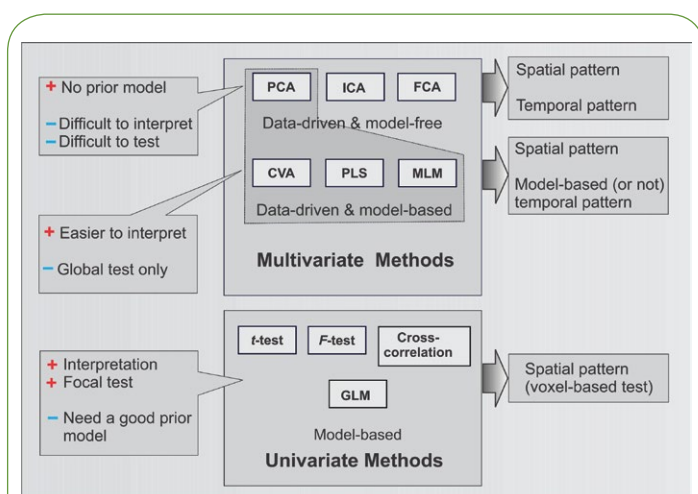 + No prior model
− Difficult to interpret
− Difficult to test
PCA
ICA
FCA
Data-driven & model-free
Spatial pattern
Temporal pattern
CVA
PLS
MLM
Data-driven & model-based
Spatial pattern
Model-based (or not)
temporal pattern
+ Easier to interpret
− Global test only
Multivariate Methods
t-test
F-test
Cross-
correlation
+ Interpretation
+ Focal test
− Need a good prior
model
GLM
Spatial pattern
(voxel-based test)
Model-based
Univariate Methods